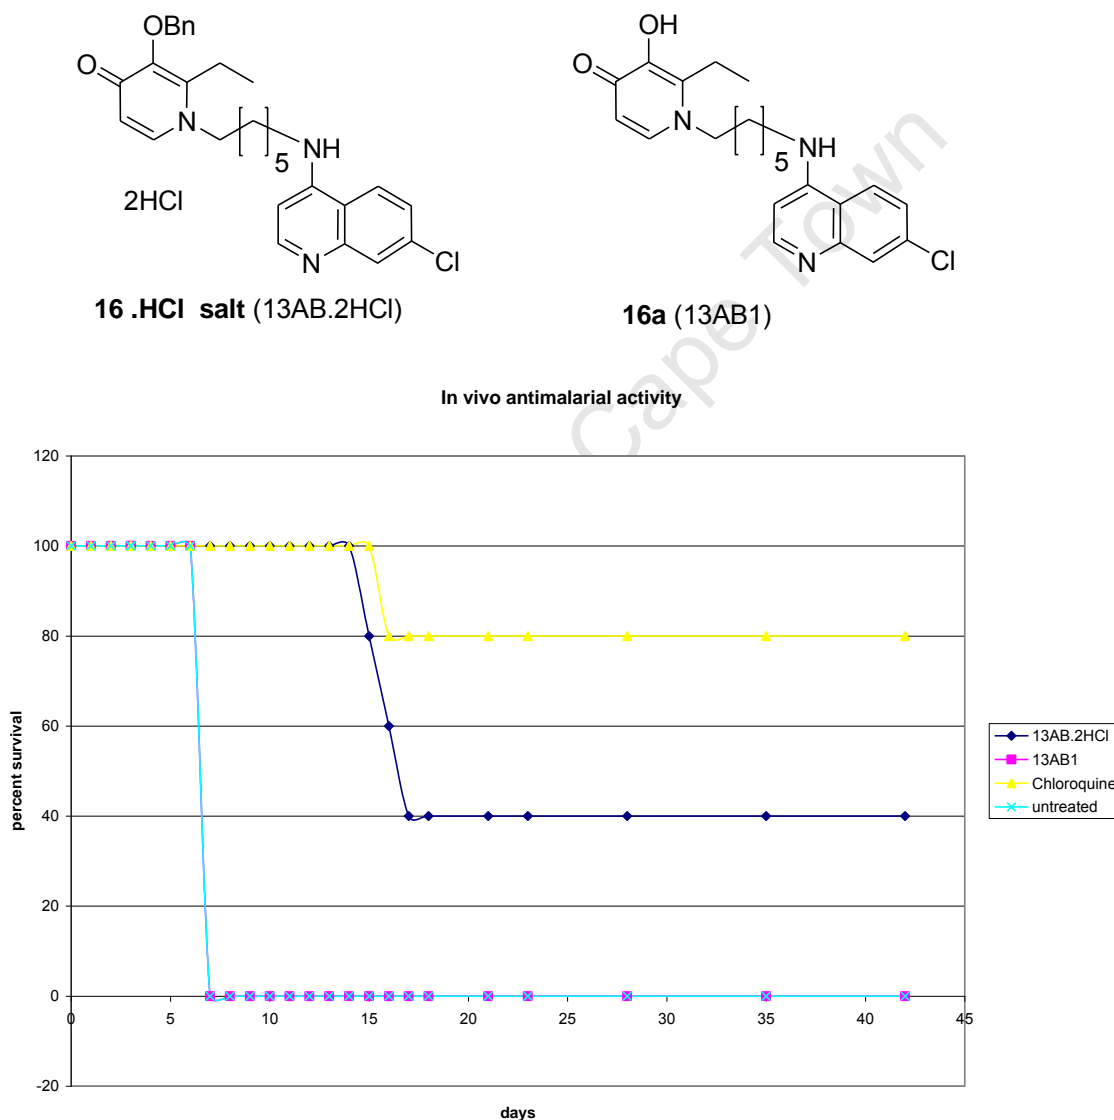 OBn
O
N
5
NH
2HCl
N
Cl
16 .HCl salt (13AB.2HCl)
OH
O
N
5
NH
N
Cl
16a (13AB1)
Cape Town
In vivo antimalarial activity
120
100
80
60
40
20
0
-20
percent survival
0 5 10 15 20 25 30 35 40 45
days
13AB.2HCl
13AB1
Chloroquine
untreated